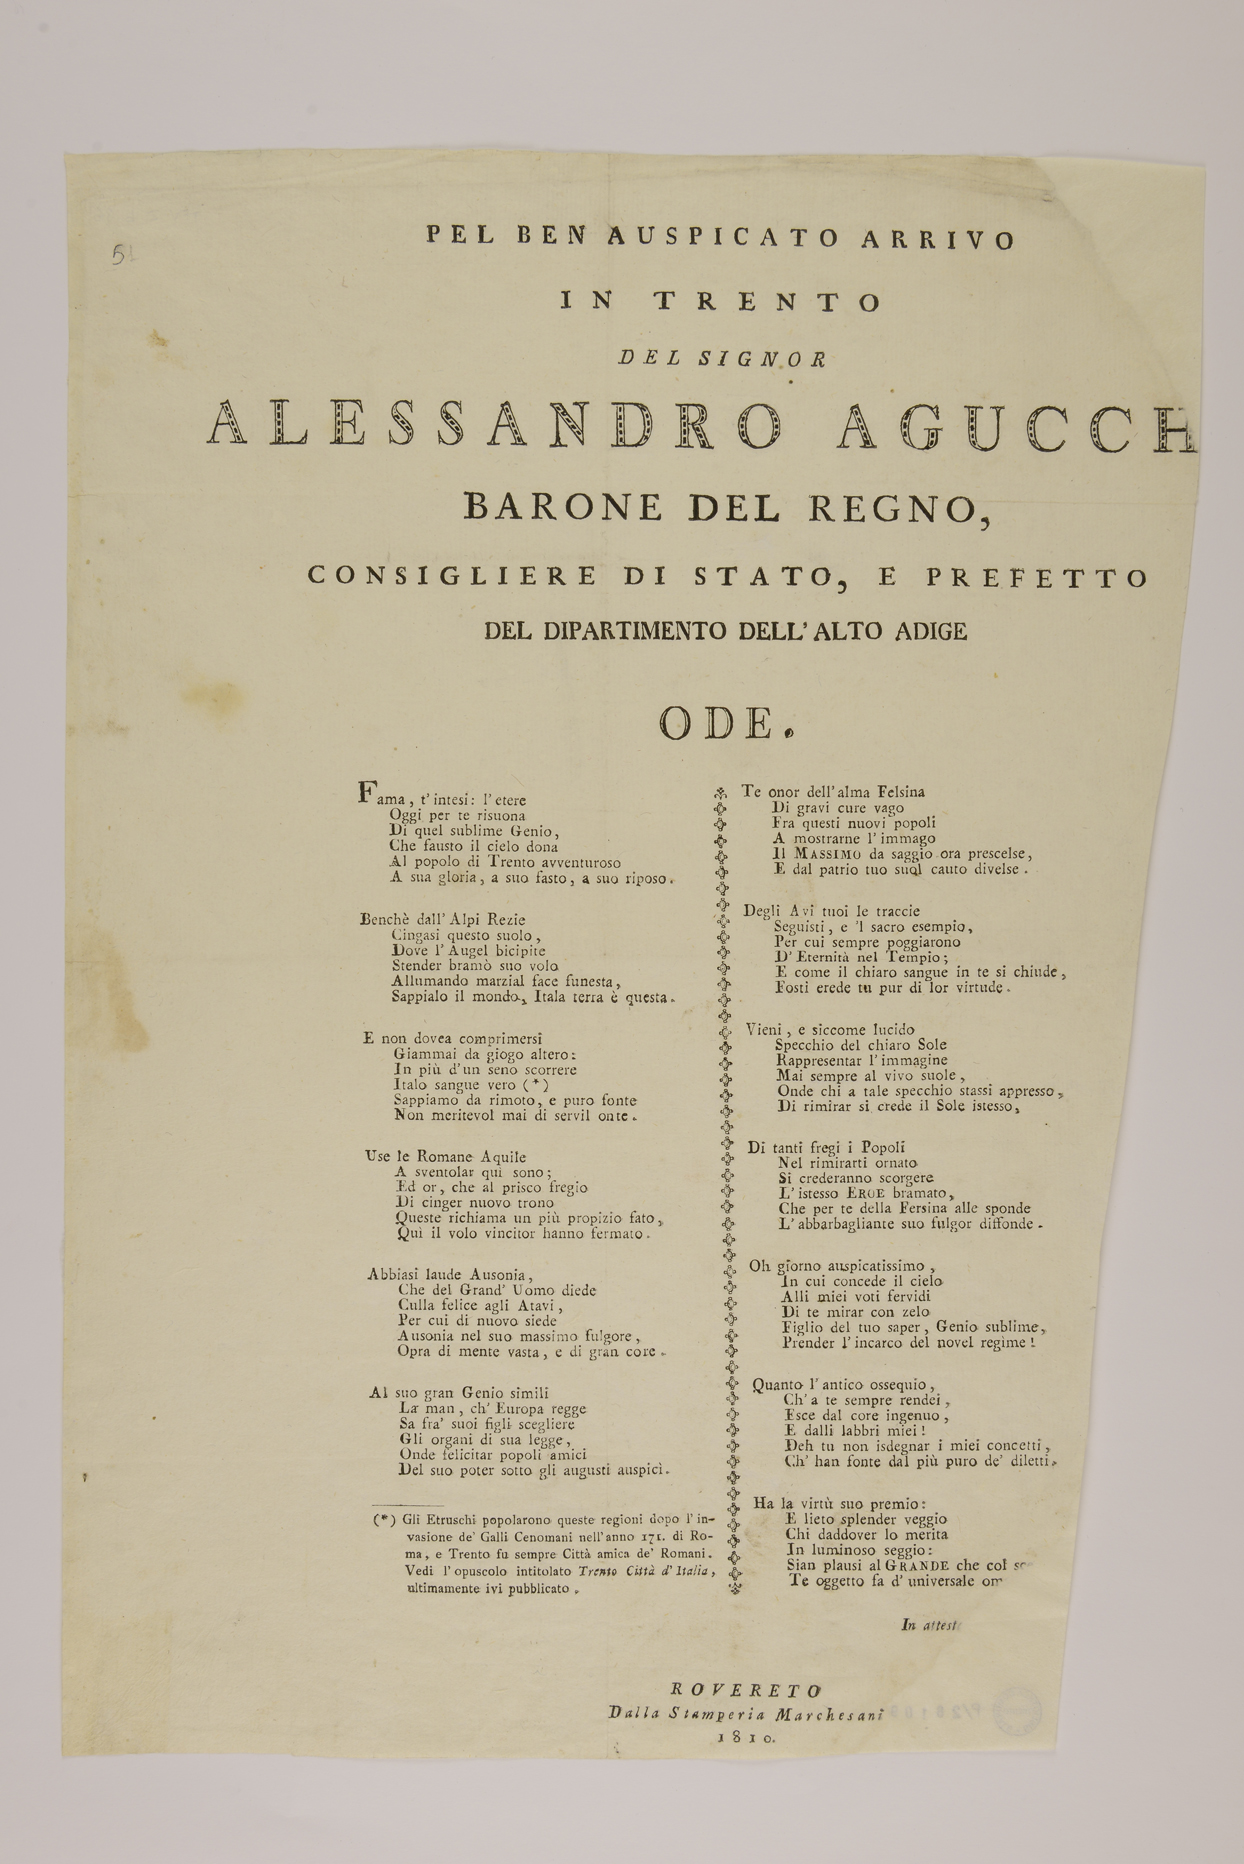 51
PEL BEN AUSPICATO ARRIVO
IN TRENTO
DEL SIGNOR
ALESSANDRO AGUCCH
BARONE DEL REGNO,
CONSIGLIERE DI STATO, E PREFETTO
DEL DIPARTIMENTO DELL' ALTO ADIGE
ODE.
Fama, t' intesi: l' etere
Oggi per te risuona
Di quel sublime Genio,
Che fausto il cielo dona
Al popolo di Trento avventuroso
A sua gloria, a suo fasto, a suo riposo.
Benchè dall' Alpi Rezie
Cingasi questo suolo,
Dove l' Augel bicipite
Stender bramò suo volo
Allumando marzial face funesta,
Sappialo il mondo, Itala terra è questa.
E non dovea comprimersi
Giammai da giogo altero:
In più d' un seno scorrere
Italo sangue vero (*)
Sappiamo da rimoto, e puro fonte
Non meritevol mai di servil onte.
Use le Romane Aquile
A sventolar quì sono;
Ed or, che al prisco fregio
Di cinger nuovo trono
Queste richiama un più propizio fato,
Quì il volo vincitor hanno fermato.
Abbiasi laude Ausonia,
Che del Grand' Uomo diede
Culla felice agli Atavi,
Per cui di nuovo siede
Ausonia nel suo massimo fulgore,
Opra di mente vasta, e di gran core.
Al suo gran Genio simili
La man, ch' Europa regge
Sa fra' suoi figli scegliere
Gli organi di sua legge,
Onde felicitar popoli amici
Del suo poter sotto gli augusti auspicj.
(*) Gli Etruschi popolarono queste regioni dopo l' in-
vasione de' Galli Cenomani nell' anno 171. di Ro-
ma, e Trento fu sempre Città amica de' Romani.
Vedi l' opuscolo intitolato Trento Città d' Italia,
ultimamente ivi pubblicato.
Te onor dell' alma Felsina
Di gravi cure vago
Fra questi nuovi popoli
A mostrarne l' immago
Il MASSIMO da saggio ora prescelse,
E dal patrio tuo suol cauto divelse.
Degli Avi tuoi le traccie
Seguisti, e 'l sacro esempio,
Per cui sempre poggiarono
D' Eternità nel Tempio;
E come il chiaro sangue in te si chiude,
Fosti erede tu pur di lor virtude.
Vieni, e siccome lucido
Specchio del chiaro Sole
Rappresentar l' immagine
Mai sempre al vivo suole,
Onde chi a tale specchio stassi appresso,
Di rimirar si crede il Sole istesso,
Di tanti fregi i Popoli
Nel rimirarti ornato
Si crederanno scorgere
L' istesso EROE bramato,
Che per te della Fersina alle sponde
L' abbarbagliante suo fulgor diffonde.
Oh giorno auspicatissimo,
In cui concede il cielo
Alli miei voti fervidi
Di te mirar con zelo
Figlio del tuo saper, Genio sublime,
Prender l' incarco del novel regime!
Quanto l' antico ossequio,
Ch' a te sempre rendei,
Esce dal core ingenuo,
E dalli labbri miei!
Deh tu non isdegnar i miei concetti,
Ch' han fonte dal più puro de' diletti.
Ha la virtù suo premio:
E lieto splender veggio
Chi daddover lo merita
In luminoso seggio:
Sian plausi al GRANDE che col
Te oggetto fa d' universale
In attest
ROVERETO
Dalla Stamperia Marchesani
1810.